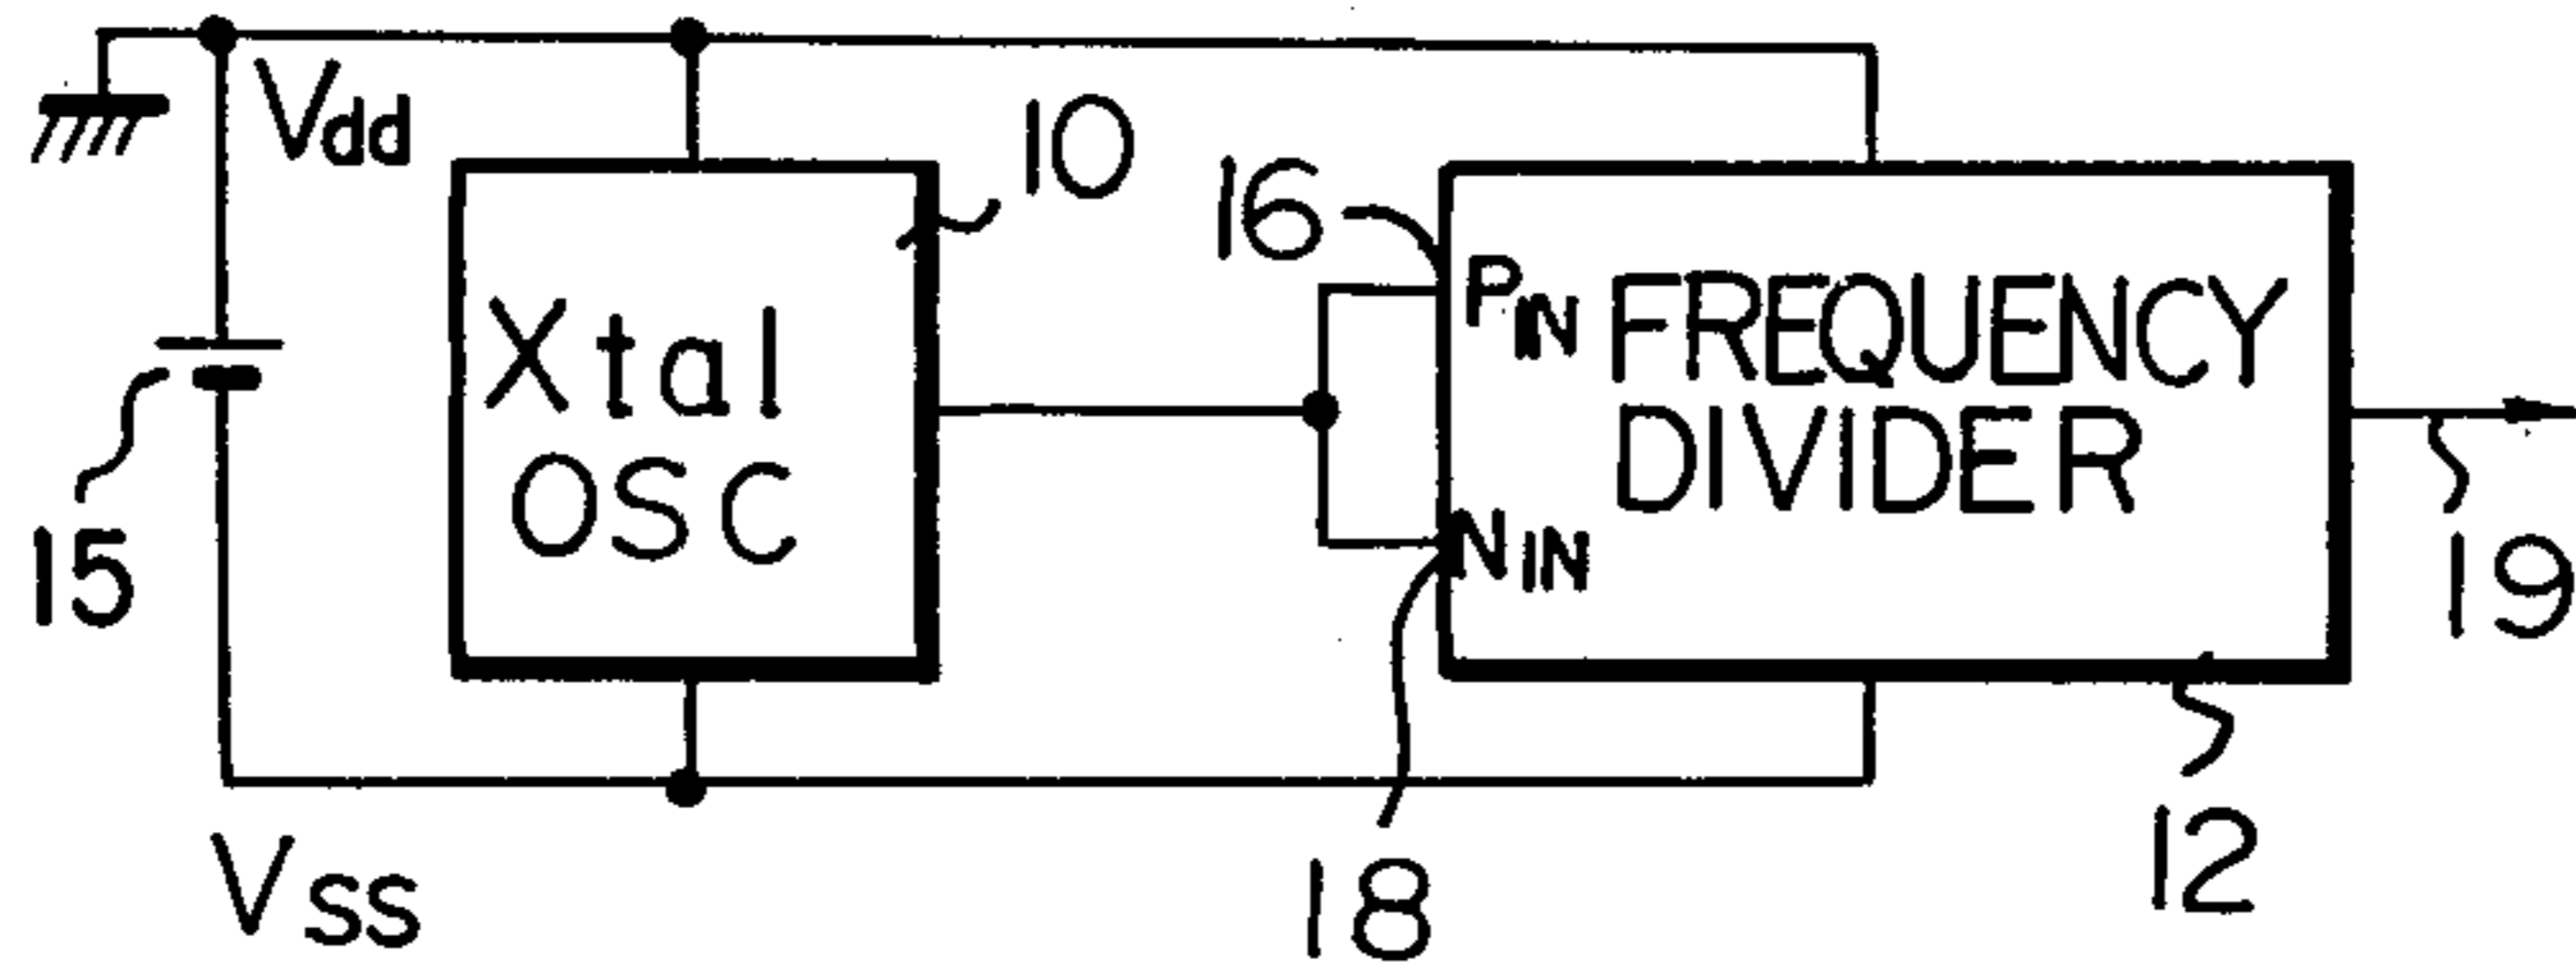 Vdd
10
16
Xtal
OSC
PIN
FREQUENCY
DIVIDER
NIN
15
19
Vss
18
12